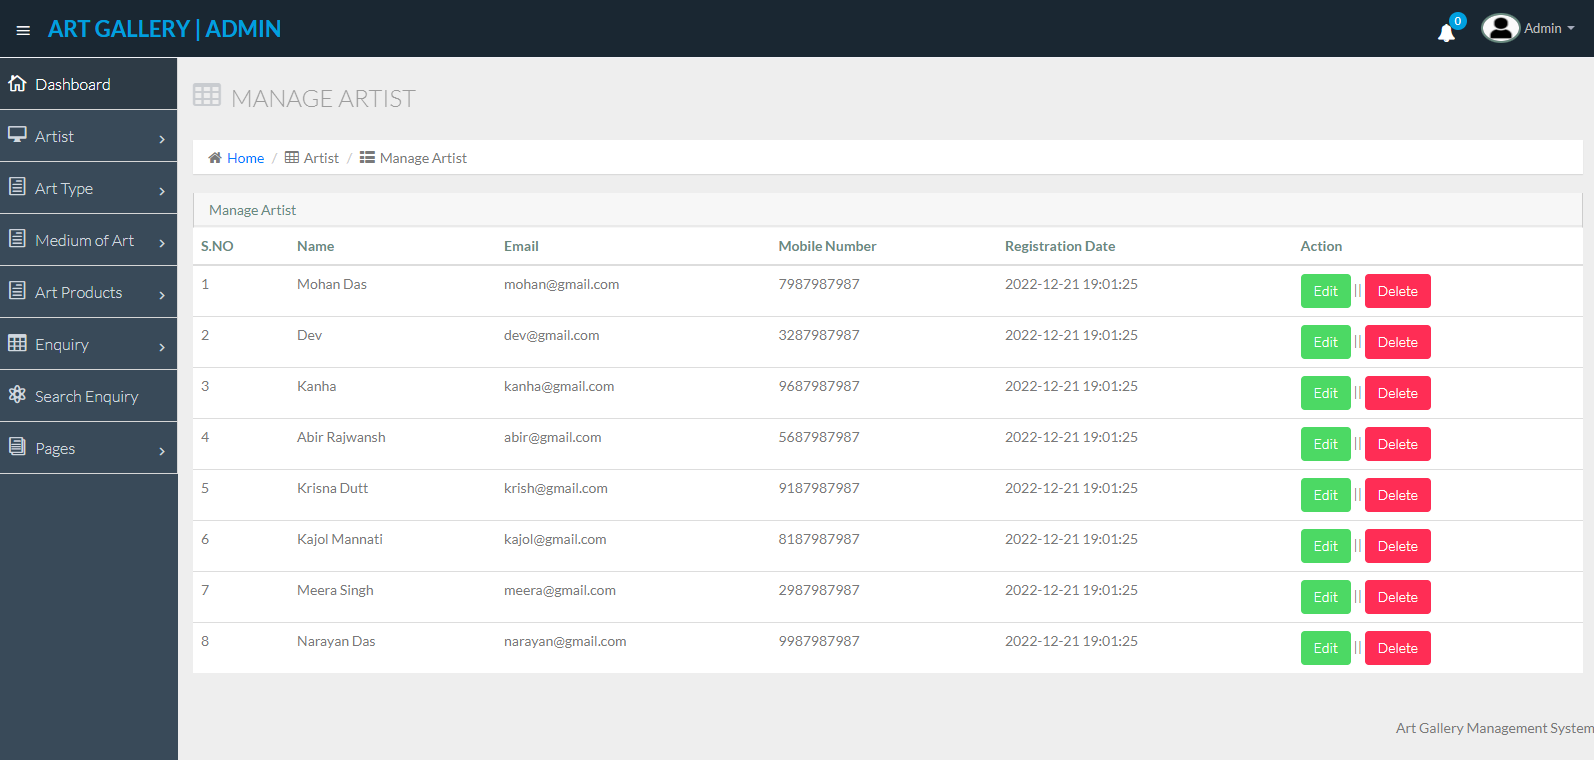 ART GALLERY | ADMIN
0
Admin
Dashboard
Artist
Art Type
Medium of Art
Art Products
Enquiry
Search Enquiry
Pages
MANAGE ARTIST
Home / Artist / Manage Artist
Manage Artist
S.NO Name Email Mobile Number Registration Date Action
1 Mohan Das mohan@gmail.com 7987987987 2022-12-21 19:01:25 Edit || Delete
2 Dev dev@gmail.com 3287987987 2022-12-21 19:01:25 Edit || Delete
3 Kanha kanha@gmail.com 9687987987 2022-12-21 19:01:25 Edit || Delete
4 Abir Rajwansh abir@gmail.com 5687987987 2022-12-21 19:01:25 Edit || Delete
5 Krisna Dutt krish@gmail.com 9187987987 2022-12-21 19:01:25 Edit || Delete
6 Kajol Mannati kajol@gmail.com 8187987987 2022-12-21 19:01:25 Edit || Delete
7 Meera Singh meera@gmail.com 2987987987 2022-12-21 19:01:25 Edit || Delete
8 Narayan Das narayan@gmail.com 9987987987 2022-12-21 19:01:25 Edit || Delete
Art Gallery Management System